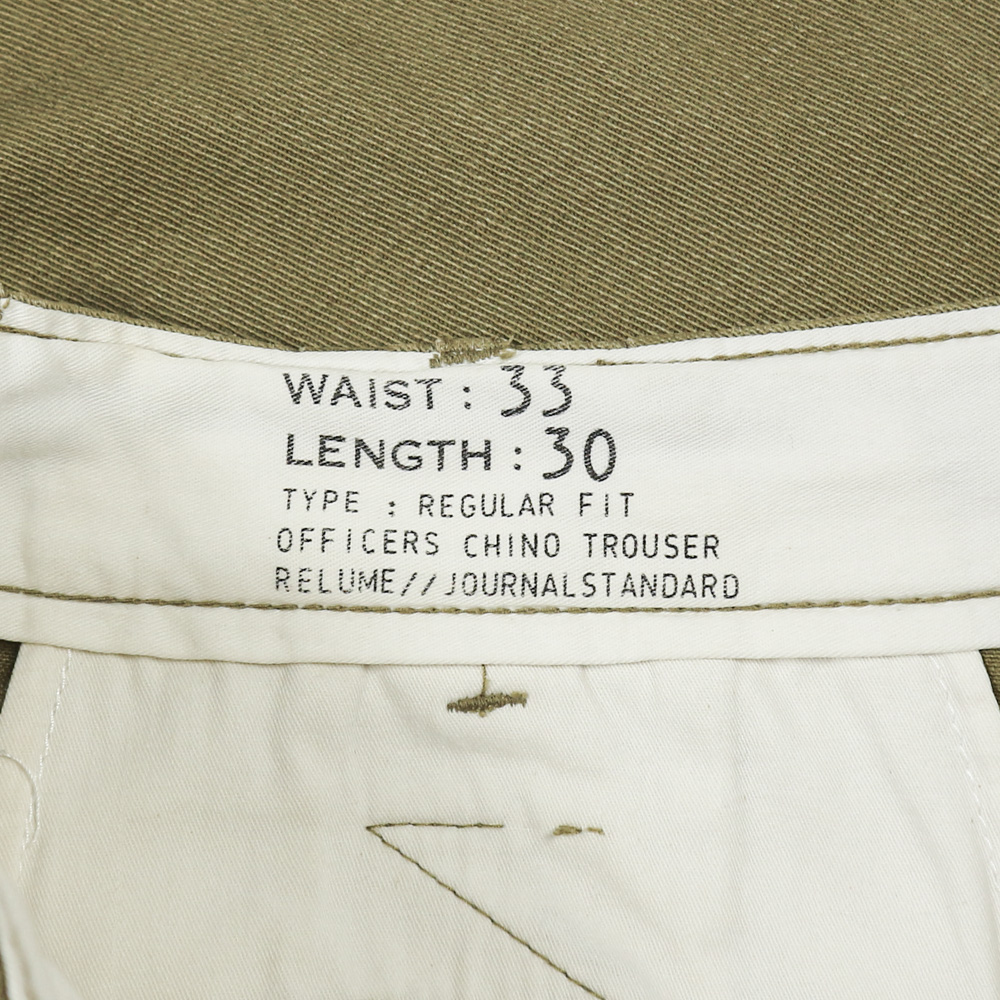 WAIST : 33
LENGTH : 30
TYPE : REGULAR FIT
OFFICERS CHINO TROUSER
RELUME//JOURNALSTANDARD